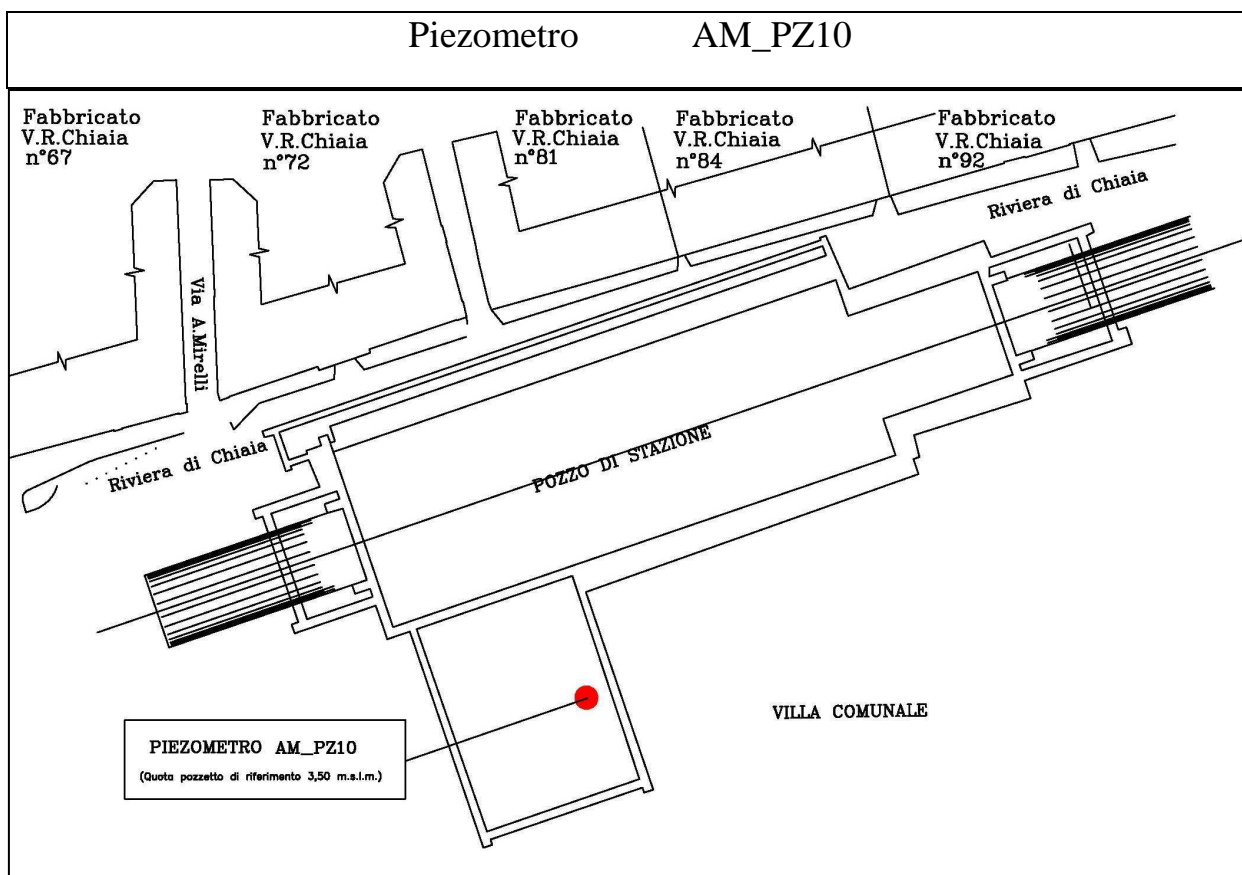 Piezometro AM_PZ10
Fabbricato
V.R.Chiaia
n°67
Fabbricato
V.R.Chiaia
n°72
Fabbricato
V.R.Chiaia
n°81
Fabbricato
V.R.Chiaia
n°84
Fabbricato
V.R.Chiaia
n°92
Riviera di Chiaia
Via A.Mirelli
Riviera di Chiaia
POZZO DI STAZIONE
VILLA COMUNALE
PIEZOMETRO AM_PZ10
(Quota pozzetto di riferimento 3,50 m.s.l.m.)